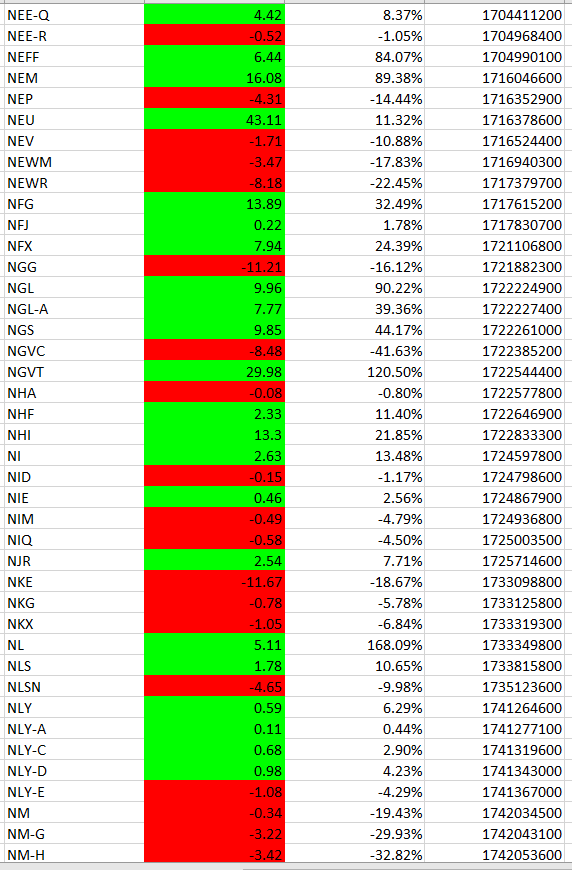 NEE-Q 4.42 8.37% 1704411200
NEE-R -0.52 -1.05% 1704968400
NEFF 6.44 84.07% 1704990100
NEM 16.08 89.38% 1716046600
NEP -4.31 -14.44% 1716352900
NEU 43.11 11.32% 1716378600
NEV -1.71 -10.88% 1716524400
NEWM -3.47 -17.83% 1716940300
NEWR -8.18 -22.45% 1717379700
NFG 13.89 32.49% 1717615200
NFJ 0.22 1.78% 1717830700
NFX 7.94 24.39% 1721106800
NGG -11.21 -16.12% 1721882300
NGL 9.96 90.22% 1722224900
NGL-A 7.77 39.36% 1722227400
NGS 9.85 44.17% 1722261000
NGVC -8.48 -41.63% 1722385200
NGVT 29.98 120.50% 1722544400
NHA -0.08 -0.80% 1722577800
NHF 2.33 11.40% 1722646900
NHI 13.3 21.85% 1722833300
NI 2.63 13.48% 1724597800
NID -0.15 -1.17% 1724798600
NIE 0.46 2.56% 1724867900
NIM -0.49 -4.79% 1724936800
NIQ -0.58 -4.50% 1725003500
NJR 2.54 7.71% 1725714600
NKE -11.67 -18.67% 1733098800
NKG -0.78 -5.78% 1733125800
NKX -1.05 -6.84% 1733319300
NL 5.11 168.09% 1733349800
NLS 1.78 10.65% 1733815800
NLSN -4.65 -9.98% 1735123600
NLY 0.59 6.29% 1741264600
NLY-A 0.11 0.44% 1741277100
NLY-C 0.68 2.90% 1741319600
NLY-D 0.98 4.23% 1741343000
NLY-E -1.08 -4.29% 1741367000
NM -0.34 -19.43% 1742034500
NM-G -3.22 -29.93% 1742043100
NM-H -3.42 -32.82% 1742053600